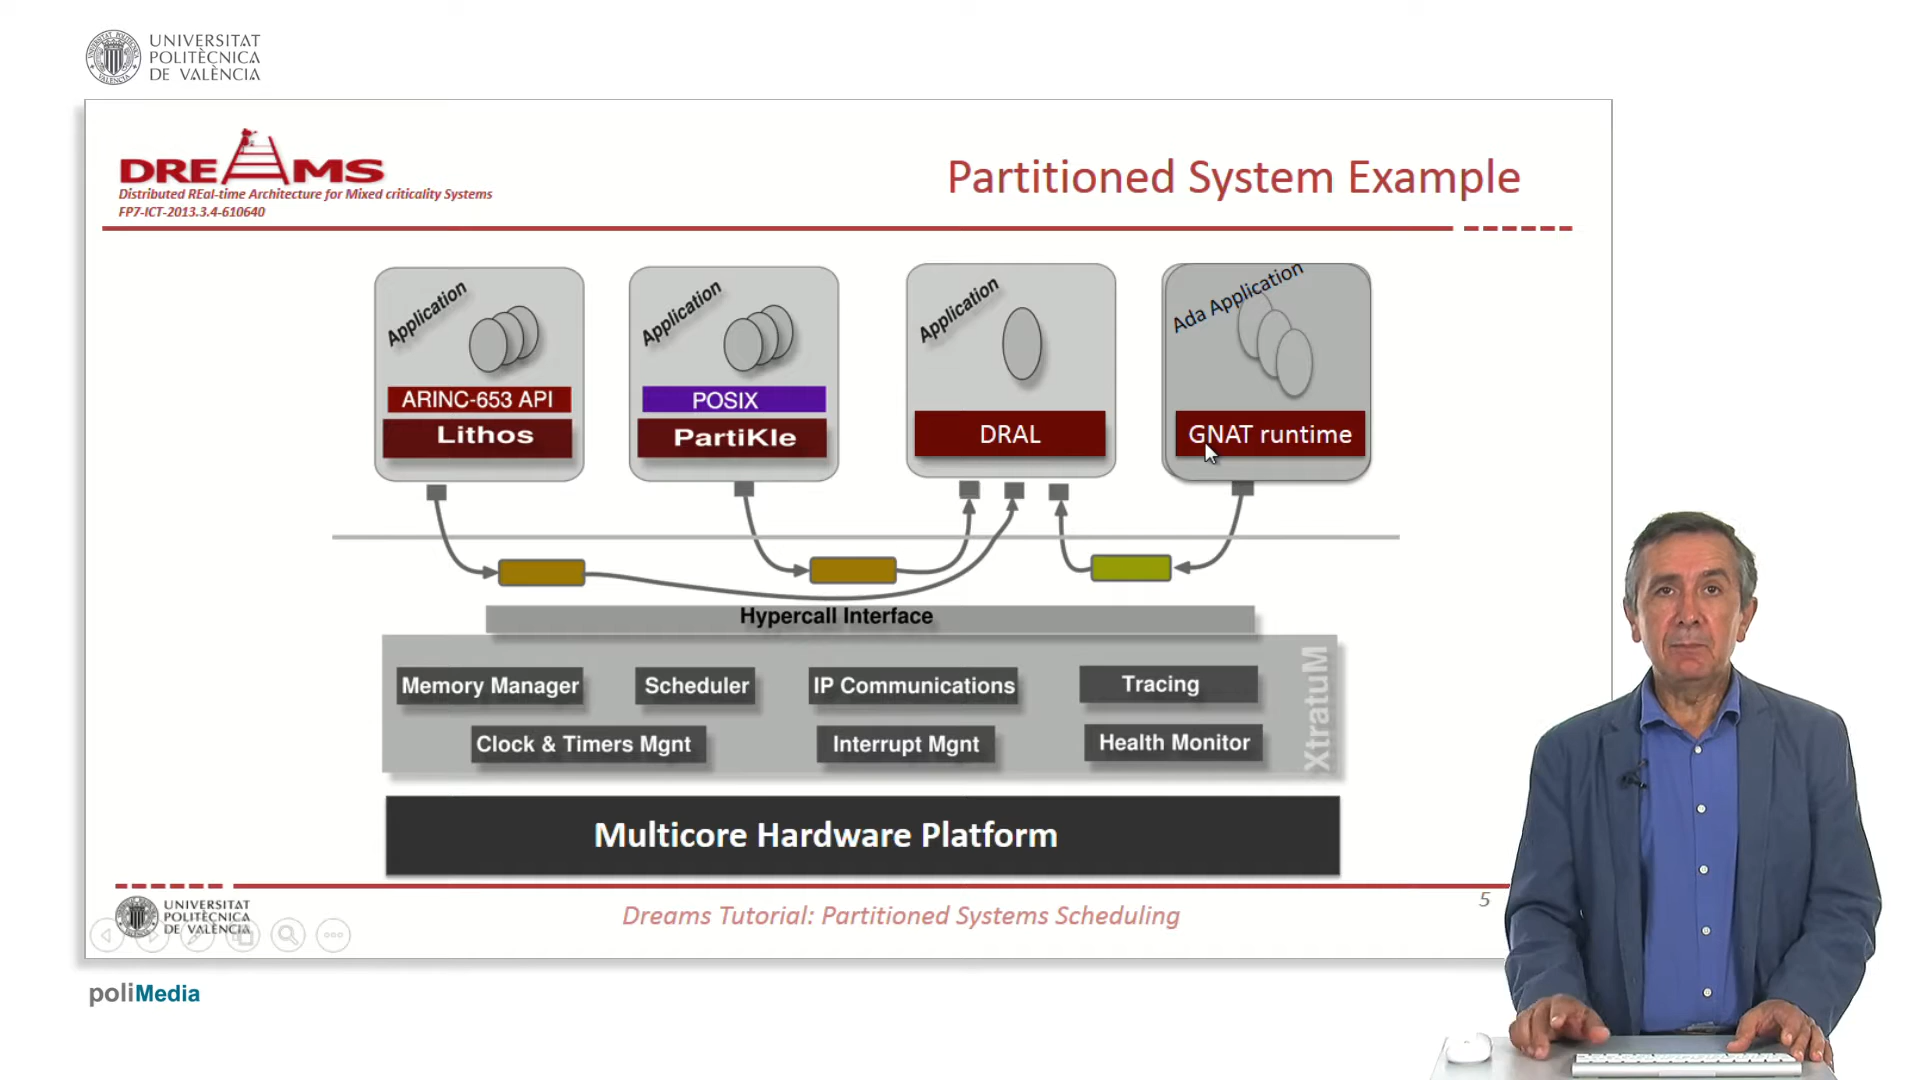 UNIVERSITAT
POLITÈCNICA
DE VALÈNCIA
DREAMS
Distributed REal-time Architecture for Mixed criticality Systems
FP7-ICT-2013.3.4-610640
Partitioned System Example
Application
ARINC-653 API
Lithos
Application
POSIX
PartiKle
Application
DRAL
Ada Application
GNAT runtime
Hypercall Interface
Memory Manager
Scheduler
IP Communications
Tracing
Clock & Timers Mgnt
Interrupt Mgnt
Health Monitor
XtratuM
Multicore Hardware Platform
UNIVERSITAT
POLITÈCNICA
DE VALÈNCIA
Dreams Tutorial: Partitioned Systems Scheduling
5
poliMedia